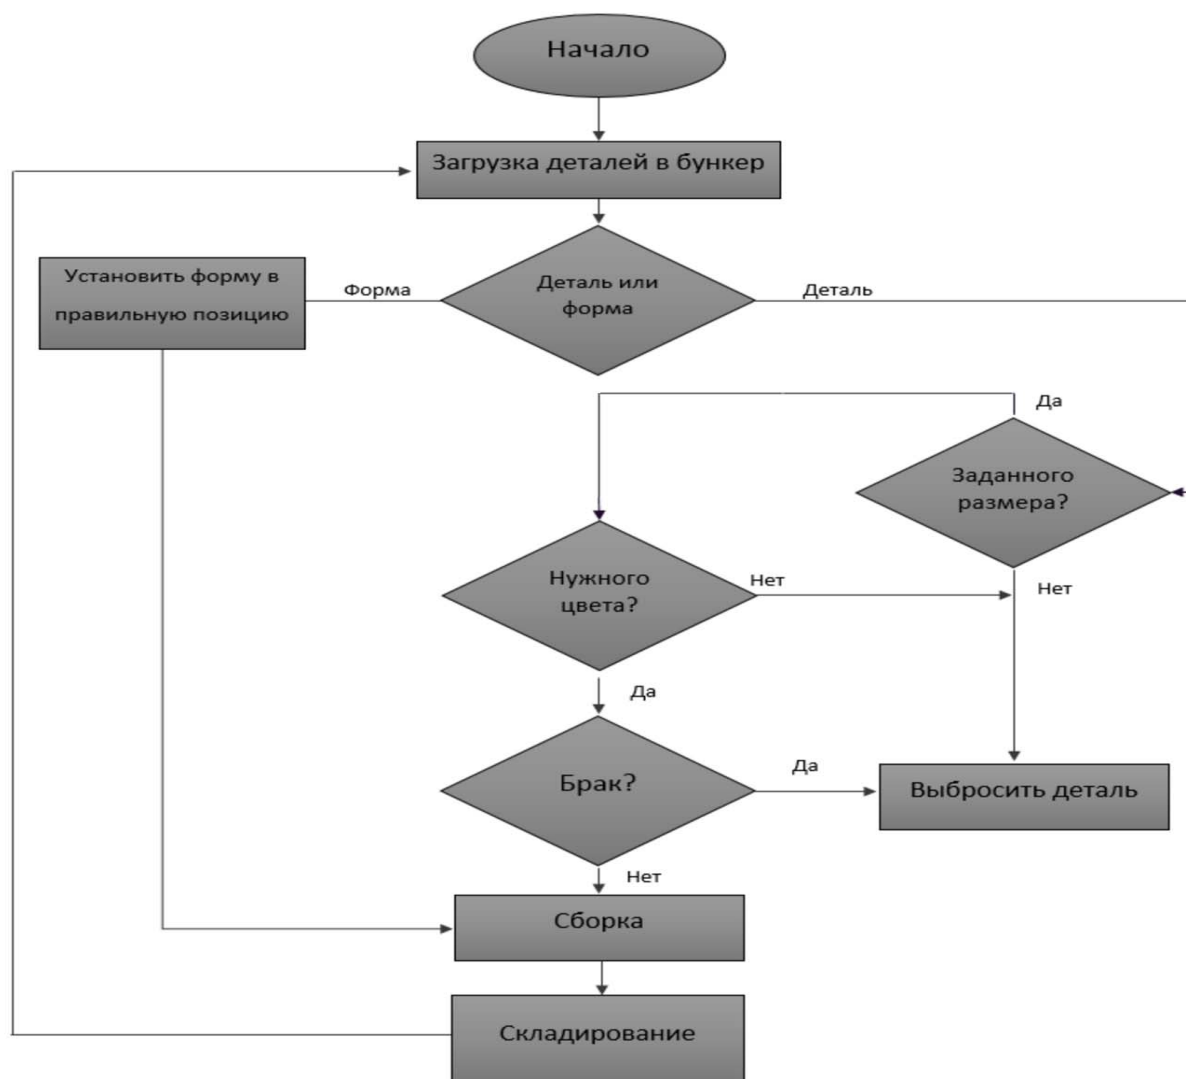 Начало
Загрузка деталей в бункер
Установить форму в
правильную позицию
Форма
Деталь или
форма
Деталь
Да
Заданного
размера?
Нужного
цвета?
Нет
Нет
Да
Брак?
Да
Выбросить деталь
Нет
Сборка
Складирование